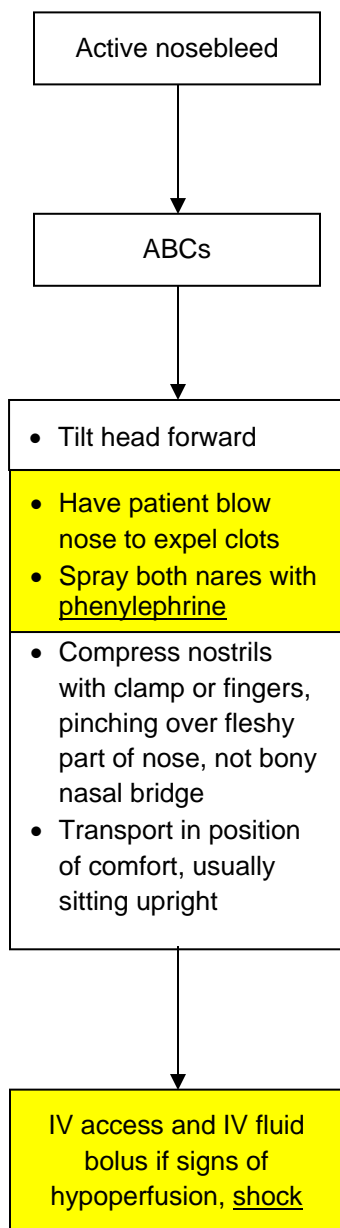 Active nosebleed
ABCs
• Tilt head forward
• Have patient blow
nose to expel clots
• Spray both nares with
phenylephrine
• Compress nostrils
with clamp or fingers,
pinching over fleshy
part of nose, not bony
nasal bridge
• Transport in position
of comfort, usually
sitting upright
IV access and IV fluid
bolus if signs of
hypoperfusion, shock